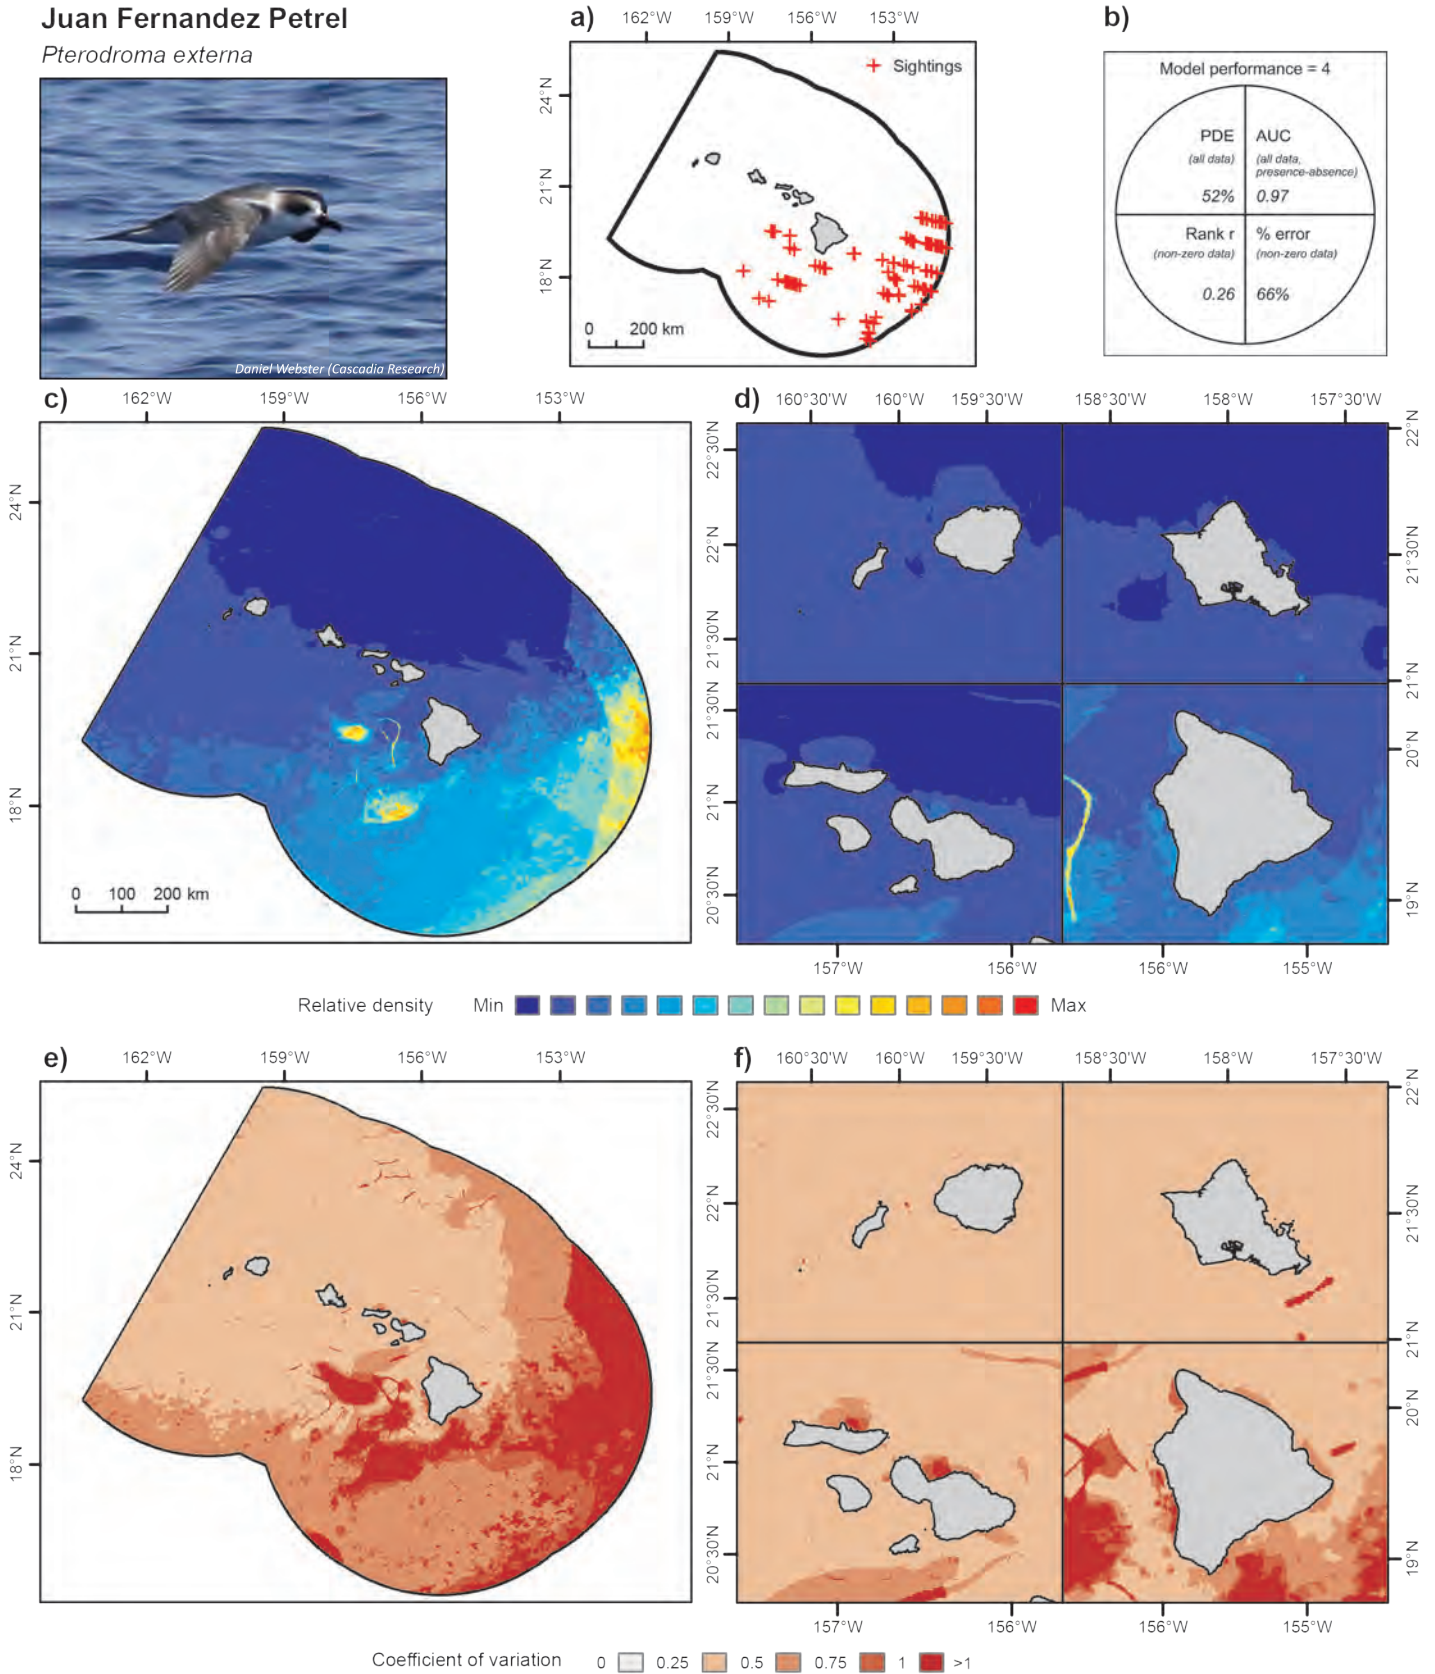 Juan Fernandez Petrel
Pterodroma externa
Daniel Webster (Cascadia Research)
a)
162°W 159°W 156°W 153°W
24°N
21°N
18°N
Sightings
0 200 km
b)
Model performance = 4
PDE
(all data)
52%
AUC
(all data,
presence-absence)
0.97
Rank r
(non-zero data)
0.26
% error
(non-zero data)
66%
c)
162°W 159°W 156°W 153°W
24°N
21°N
18°N
0 100 200 km
d)
160°30'W 160°W 159°30'W 158°30'W 158°W 157°30'W
22°30'N
22°N
21°30'N
22°N
21°30'N
21°N
21°30'N
21°N
20°30'N
20°N
19°N
157°W 156°W 156°W 155°W
Relative density Min Max
e)
162°W 159°W 156°W 153°W
24°N
21°N
18°N
f)
160°30'W 160°W 159°30'W 158°30'W 158°W 157°30'W
22°30'N
22°N
21°30'N
22°N
21°30'N
21°N
21°30'N
21°N
20°30'N
20°N
19°N
157°W 156°W 156°W 155°W
Coefficient of variation 0 0.25 0.5 0.75 1 >1